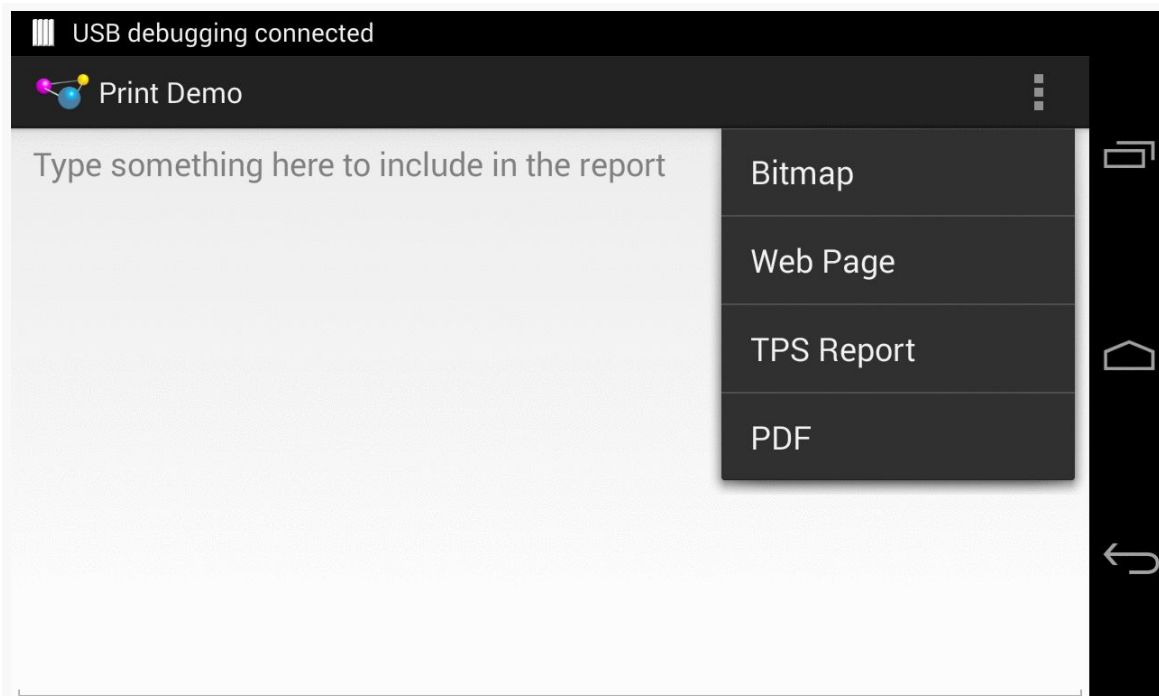 USB debugging connected
Print Demo
Type something here to include in the report
Bitmap
Web Page
TPS Report
PDF